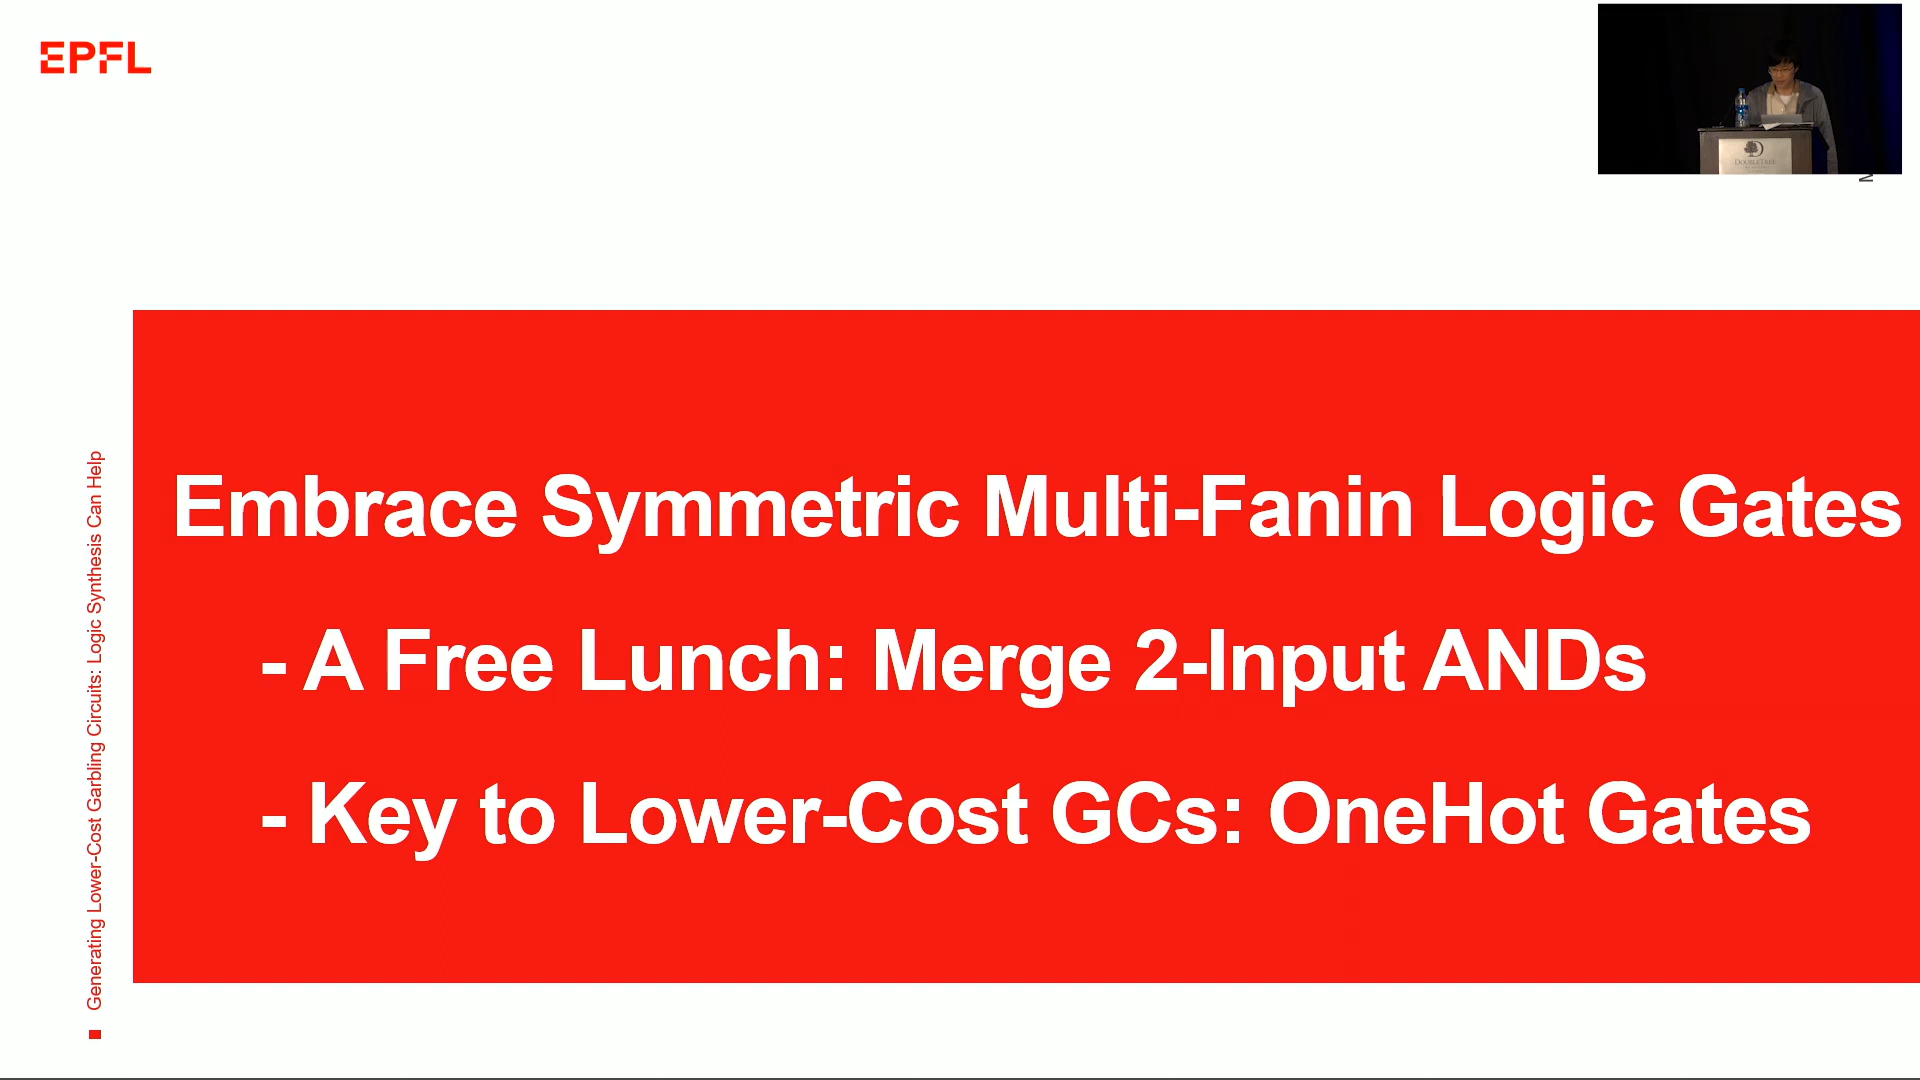 EPFL
DOUBLETREE
Embrace Symmetric Multi-Fanin Logic Gates
- A Free Lunch: Merge 2-Input ANDs
- Key to Lower-Cost GCs: OneHot Gates
Generating Lower-Cost Garbling Circuits: Logic Synthesis Can Help